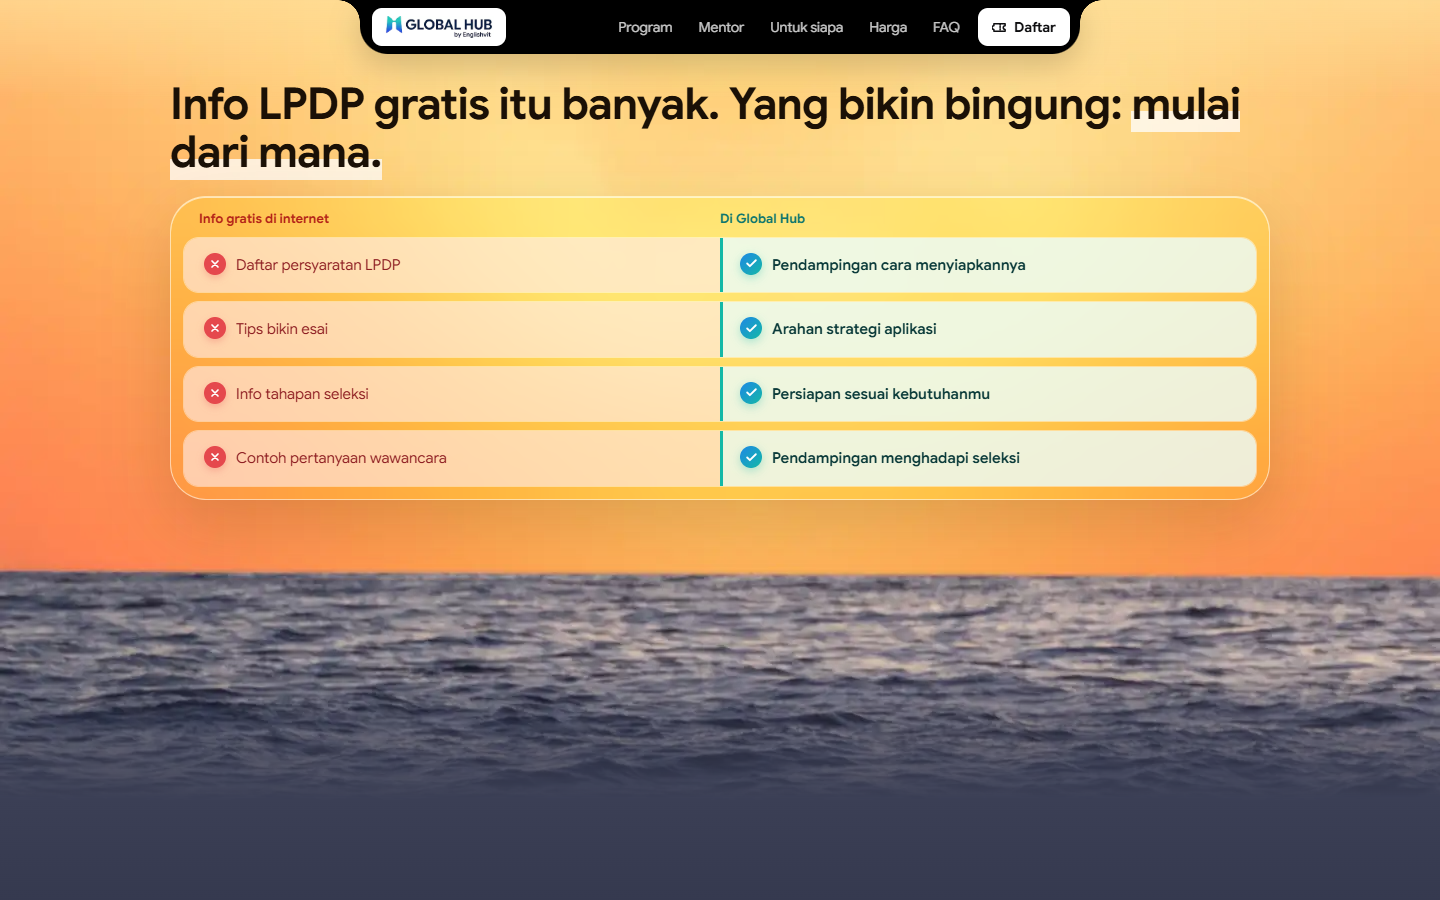 GLOBAL HUB
by Englishvit
Program
Mentor
Untuk siapa
Harga
FAQ
Daftar
Info LPDP gratis itu banyak. Yang bikin bingung: mulai
dari mana.
Info gratis di internet
Di Global Hub
Daftar persyaratan LPDP
Pendampingan cara menyiapkannya
Tips bikin esai
Arahan strategi aplikasi
Info tahapan seleksi
Persiapan sesuai kebutuhanmu
Contoh pertanyaan wawancara
Pendampingan menghadapi seleksi